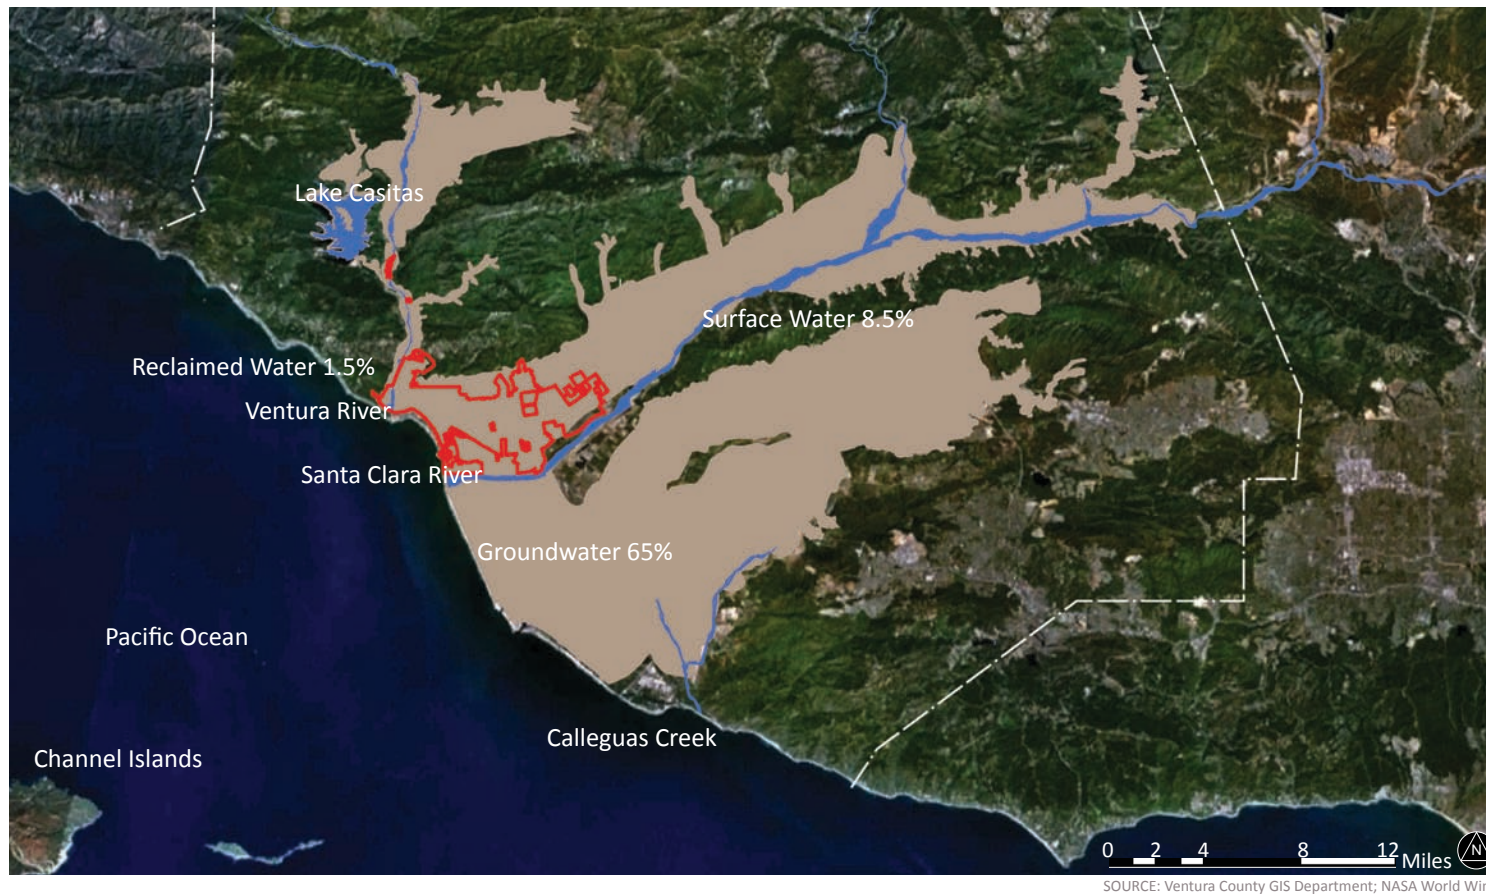 Lake Casitas
Surface Water 8.5%
Reclaimed Water 1.5%
Ventura River
Santa Clara River
Groundwater 65%
Pacific Ocean
Calleguas Creek
Channel Islands
0 2 4 8 12 Miles
N
SOURCE: Ventura County GIS Department; NASA World Win